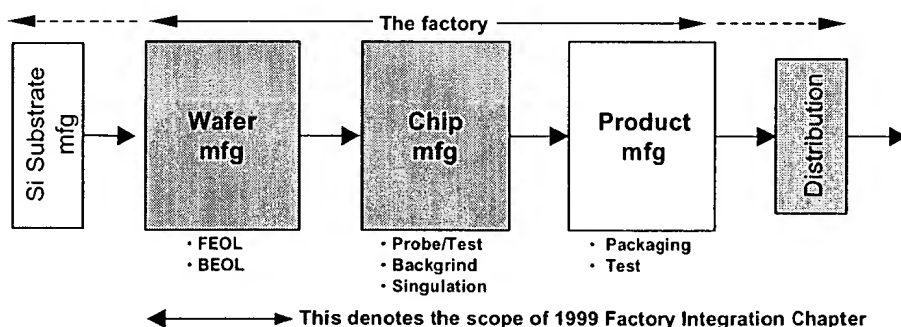 The factory
Si Substrate
mfg
Wafer
mfg
Chip
mfg
Product
mfg
Distribution
· FEOL
· BEOL
· Probe/Test
· Backgrind
· Singulation
· Packaging
· Test
This denotes the scope of 1999 Factory Integration Chapter